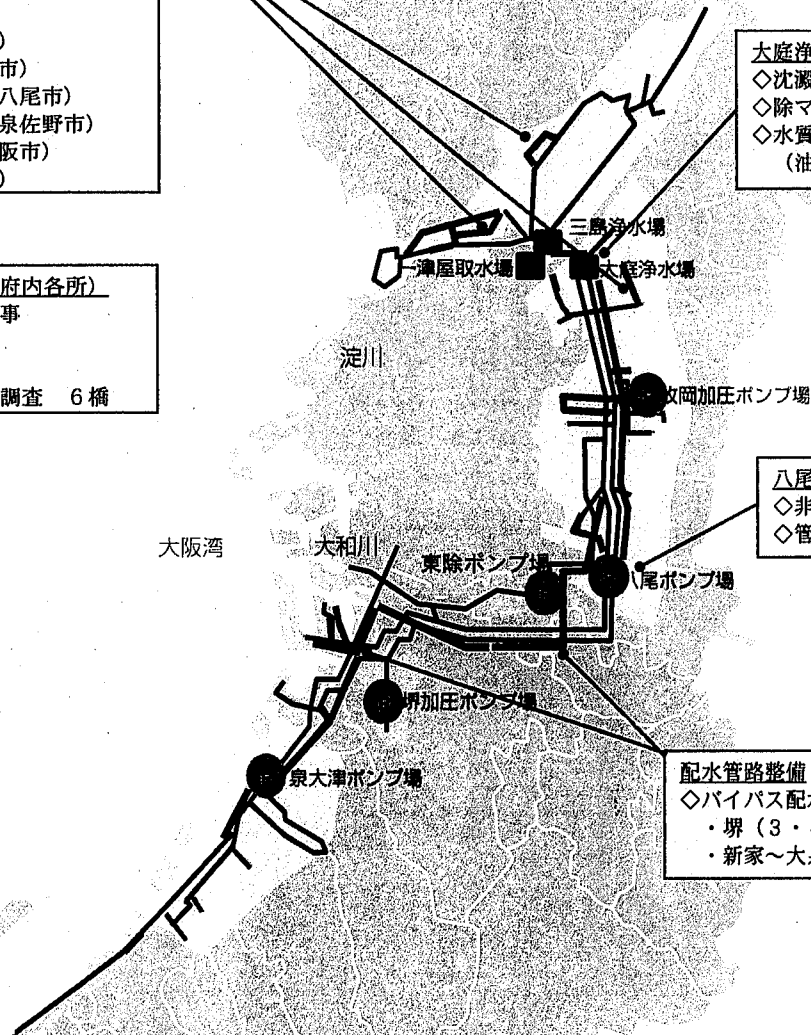 )
市)
八尾市)
泉佐野市)
阪市)
)
大庭浄
◇沈澱
◇除マ
◇水質
(油
三島浄水場
一津屋取水場
大庭浄水場
府内各所)
事
調査 6橋
淀川
枚岡加圧ポンプ場
八尾
◇非
◇管
大阪湾
大和川
東除ポンプ場
八尾ポンプ場
堺加圧ポンプ場
泉大津ポンプ場
配水管路整備
◇バイパス配水
・堺(3・
・新家~大